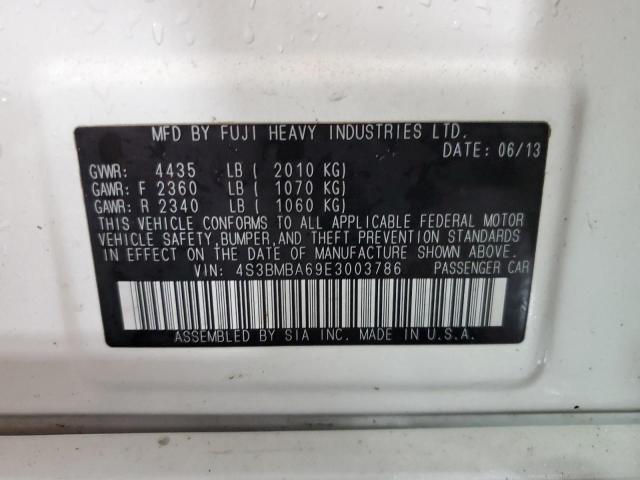 MFD BY FUJI HEAVY INDUSTRIES LTD.
DATE: 06/13
GVWR: 4435 LB ( 2010 KG)
GAWR: F 2360 LB ( 1070 KG)
GAWR: R 2340 LB ( 1060 KG)
THIS VEHICLE CONFORMS TO ALL APPLICABLE FEDERAL MOTOR
VEHICLE SAFETY,BUMPER,AND THEFT PREVENTION STANDARDS
IN EFFECT ON THE DATE OF MANUFACTURE SHOWN ABOVE.
VIN: 4S3BMBA69E3003786 PASSENGER CAR
ASSEMBLED BY SIA INC. MADE IN U.S.A.